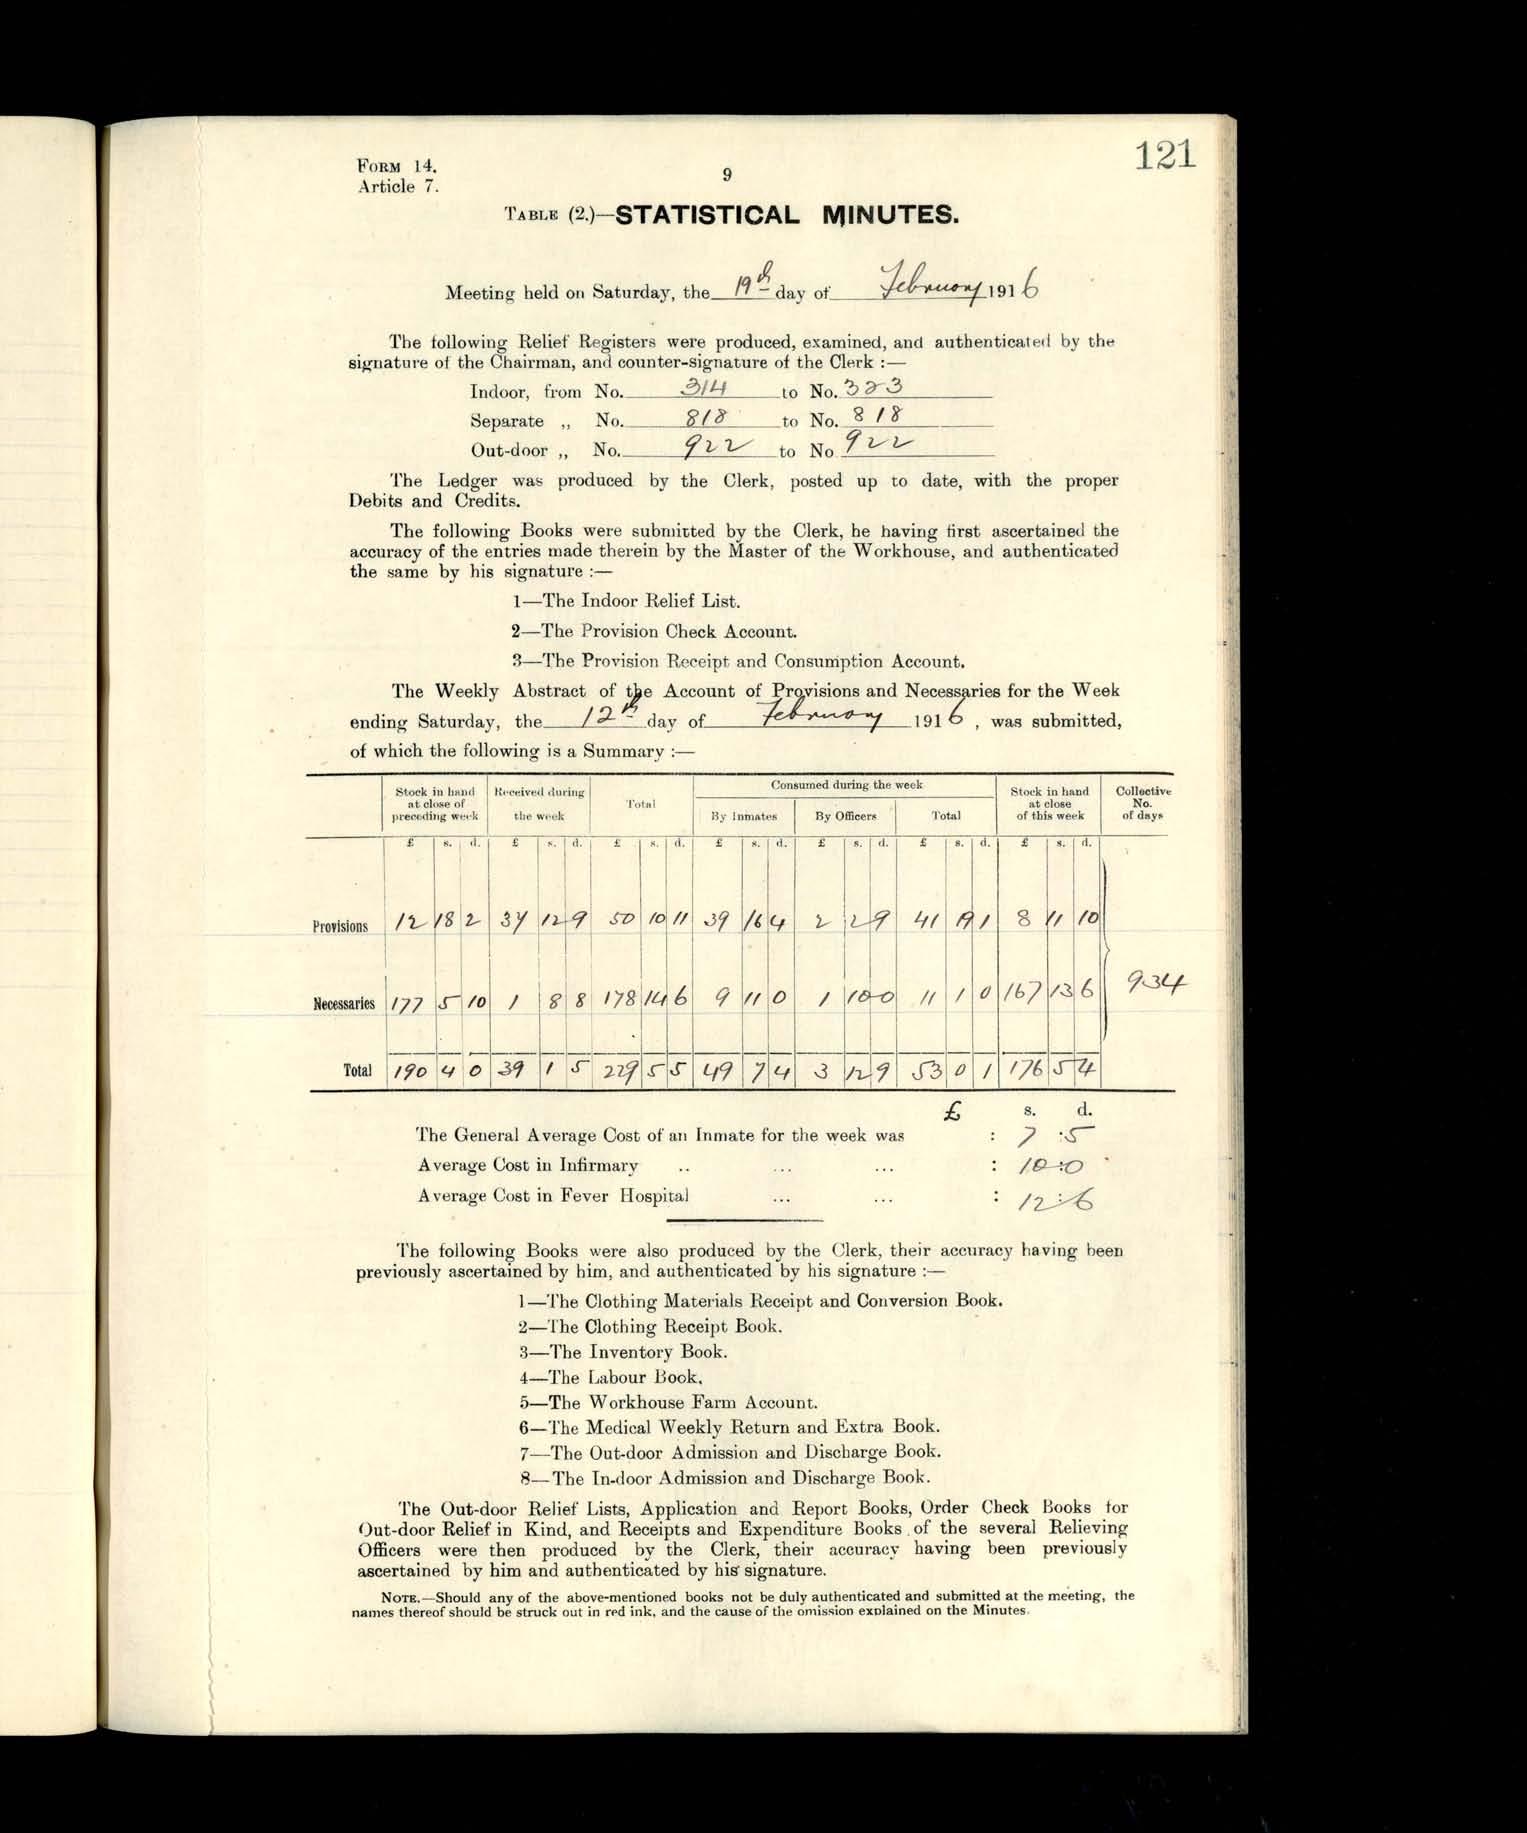 FORM 14.
Article 7.
9
121
TABLE (2.)—STATISTICAL MINUTES.
Meeting held on Saturday, the 19th day of February 1916
The following Relief Registers were produced, examined, and authenticated by the
signature of the Chairman, and counter-signature of the Clerk :—
Indoor, from No. 314 to No. 323
Separate ,, No. 818 to No. 818
Out-door ,, No. 922 to No 922
The Ledger was produced by the Clerk, posted up to date, with the proper
Debits and Credits.
The following Books were submitted by the Clerk, he having first ascertained the
accuracy of the entries made therein by the Master of the Workhouse, and authenticated
the same by his signature :—
1—The Indoor Relief List.
2—The Provision Check Account.
3—The Provision Receipt and Consumption Account.
The Weekly Abstract of the Account of Provisions and Necessaries for the Week
ending Saturday, the 12th day of February 1916, was submitted,
of which the following is a Summary :—
Stock in hand at close of preceding week Received during the week Total Consumed during the week Stock in hand at close of this week Collective No. of days
By Inmates By Officers Total
£ s. d. £ s. d. £ s. d. £ s. d. £ s. d. £ s. d. £ s. d.
Provisions 12 18 2 37 12 9 50 10 11 39 16 4 2 2 9 41 19 1 8 11 10
Necessaries 177 5 10 1 8 8 178 14 6 9 11 0 1 10 0 11 1 0 167 13 6 934
Total 190 4 0 39 1 5 229 5 5 49 7 4 3 12 9 53 0 1 176 5 4
£ s. d.
The General Average Cost of an Inmate for the week was : 7 : 5
Average Cost in Infirmary .. ... ... : 10 : 0
Average Cost in Fever Hospital ... ... : 12 : 6
The following Books were also produced by the Clerk, their accuracy having been
previously ascertained by him, and authenticated by his signature :—
1—The Clothing Materials Receipt and Conversion Book.
2—The Clothing Receipt Book.
3—The Inventory Book.
4—The Labour Book.
5—The Workhouse Farm Account.
6—The Medical Weekly Return and Extra Book.
7—The Out-door Admission and Discharge Book.
8—The In-door Admission and Discharge Book.
The Out-door Relief Lists, Application and Report Books, Order Check Books for
Out-door Relief in Kind, and Receipts and Expenditure Books of the several Relieving
Officers were then produced by the Clerk, their accuracy having been previously
ascertained by him and authenticated by his signature.
NOTE.—Should any of the above-mentioned books not be duly authenticated and submitted at the meeting, the
names thereof should be struck out in red ink, and the cause of the omission explained on the Minutes.